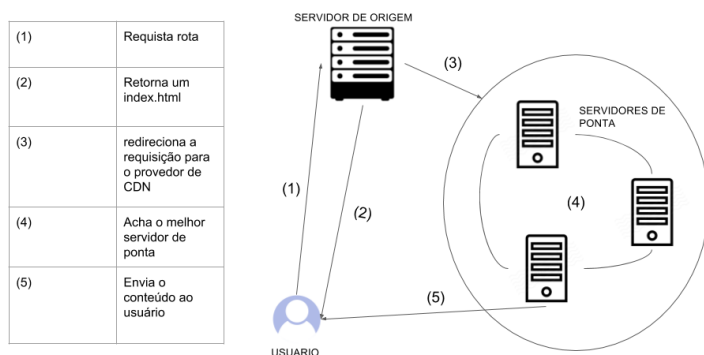 (1) Requista rota
(2) Retorna um
index.html
(3) redireciona a
requisição para
o provedor de
CDN
(4) Acha o melhor
servidor de
ponta
(5) Envia o
conteúdo ao
usuário
SERVIDOR DE ORIGEM
(3)
SERVIDORES DE
PONTA
(1)
(2)
(4)
(5)
USUARIO